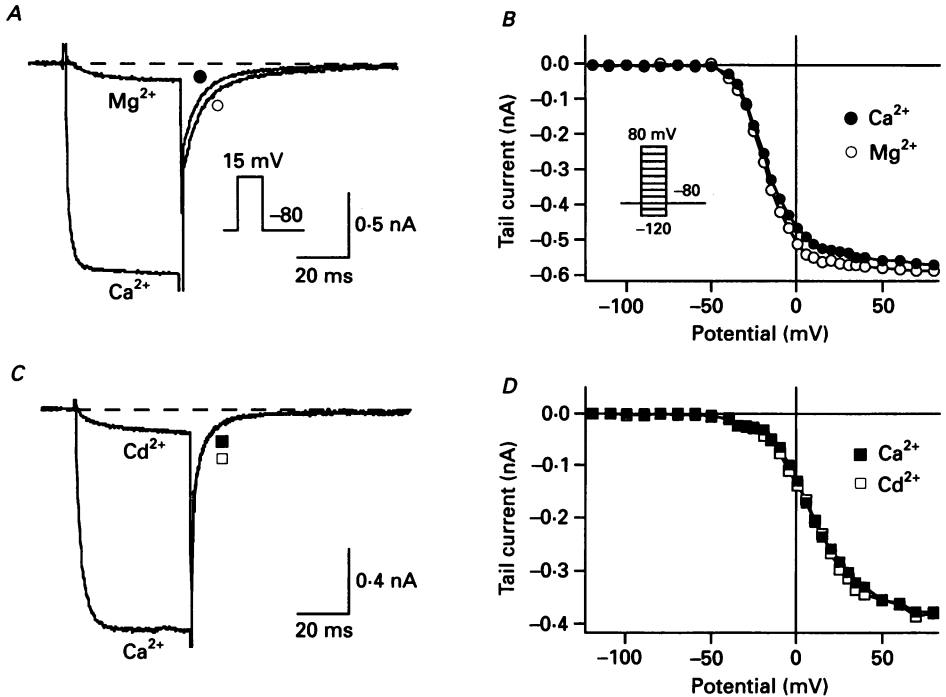 A
Mg2+
Ca2+
15 mV
–80
0·5 nA
20 ms
B
Tail current (nA)
0·0
–0·1
–0·2
–0·3
–0·4
–0·5
–0·6
80 mV
–80
–120
Ca2+
Mg2+
–100
–50
0
50
Potential (mV)
C
Cd2+
Ca2+
0·4 nA
20 ms
D
Tail current (nA)
0·0
–0·1
–0·2
–0·3
–0·4
Ca2+
Cd2+
–100
–50
0
50
Potential (mV)